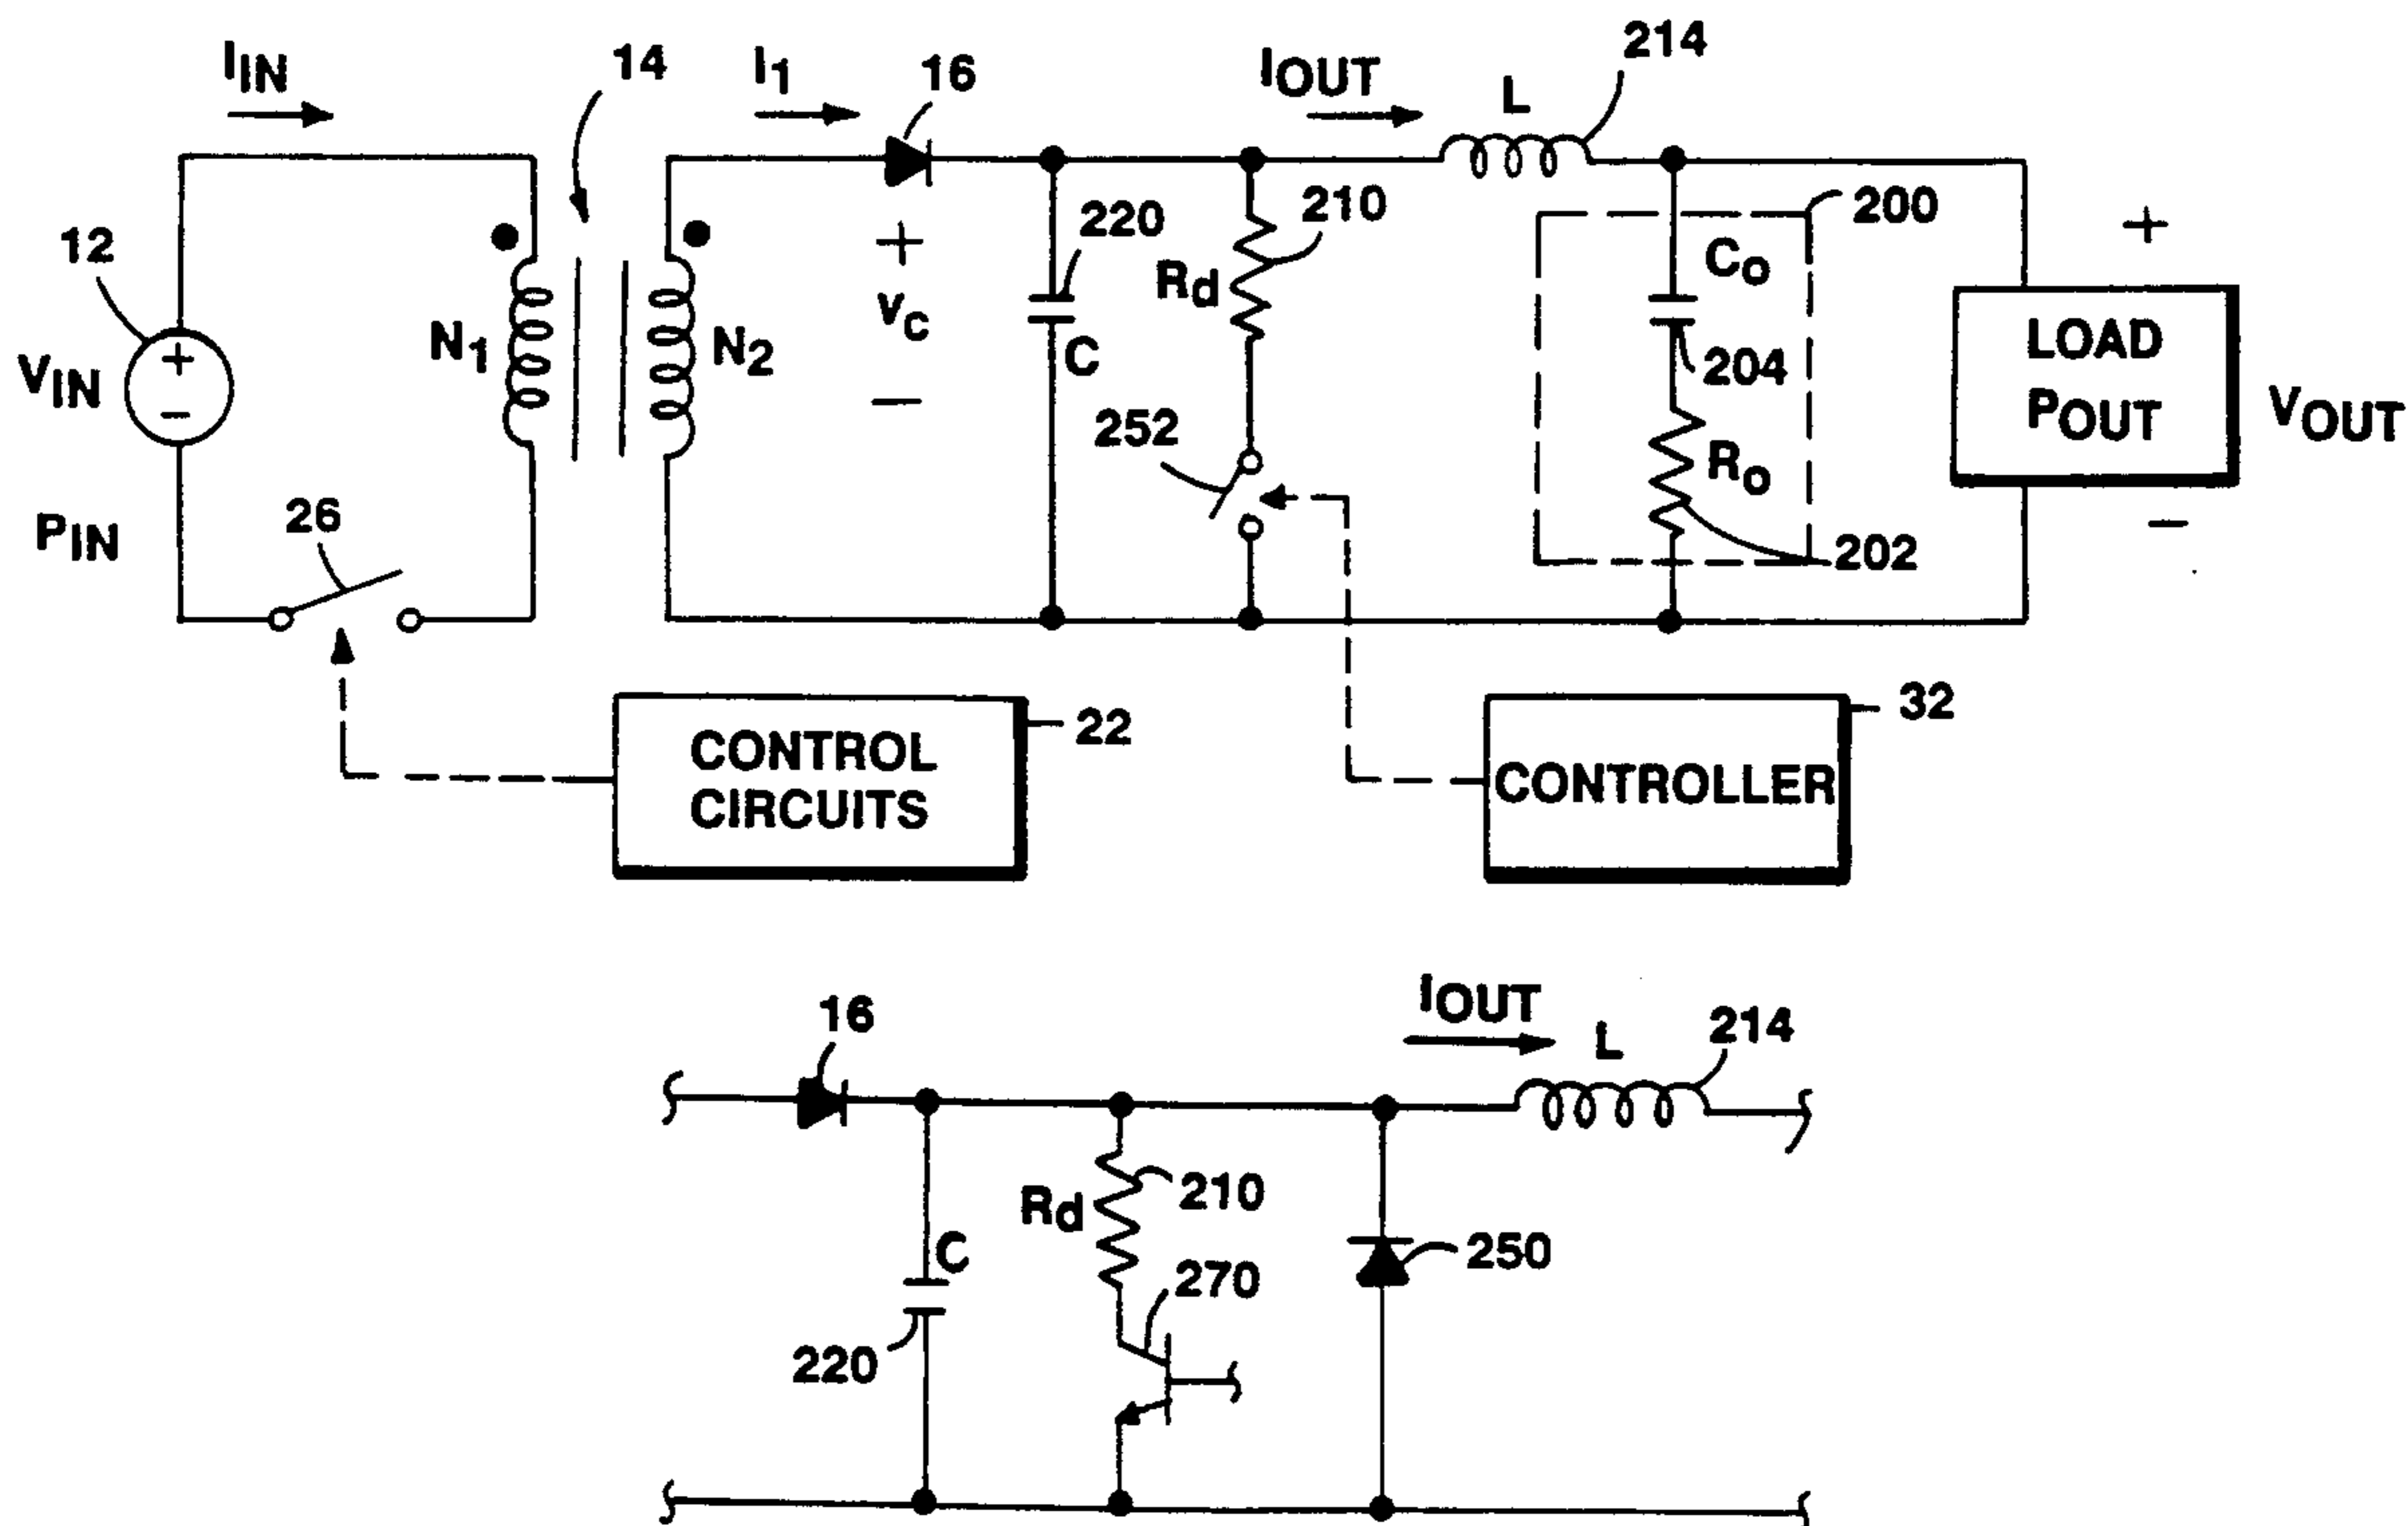 IIN
14
I1
16
IOUT
L
214
12
VIN
+
−
N1
N2
+
vC
−
220
C
Rd
210
252
200
Co
204
Ro
202
+
LOAD
POUT
VOUT
−
PIN
26
CONTROL
CIRCUITS
22
CONTROLLER
32
16
IOUT
L
214
C
220
Rd
210
270
250